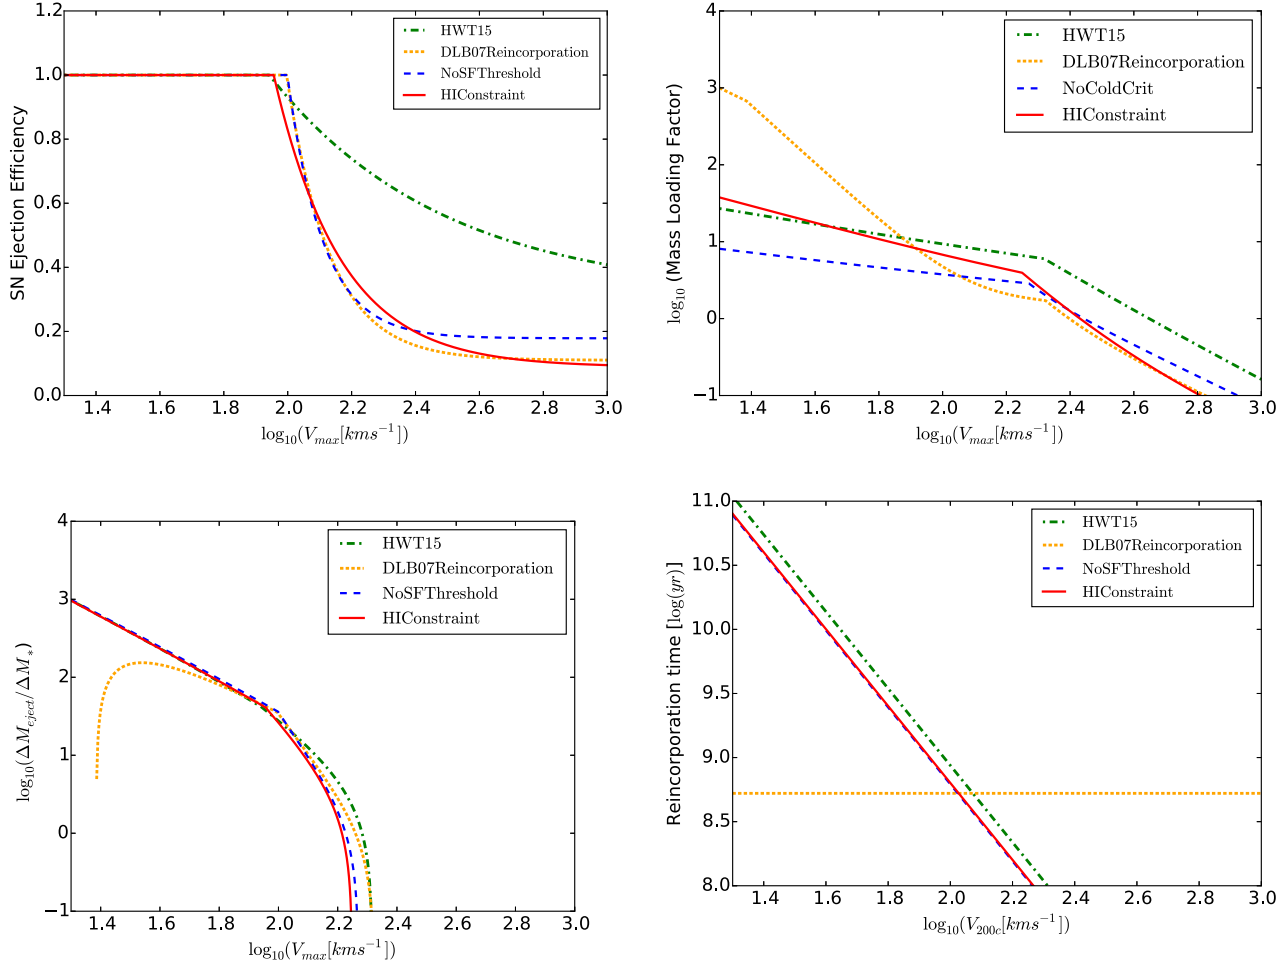 1.2
1.0
0.8
0.6
0.4
0.2
0.0
SN Ejection Efficiency
HWT15
DLB07Reincorporation
NoSFThreshold
HIConstraint
1.4 1.6 1.8 2.0 2.2 2.4 2.6 2.8 3.0
log₁₀(V_max[kms⁻¹])
4
3
2
1
0
−1
log₁₀ (Mass Loading Factor)
HWT15
DLB07Reincorporation
NoColdCrit
HIConstraint
1.4 1.6 1.8 2.0 2.2 2.4 2.6 2.8 3.0
log₁₀(V_max[kms⁻¹])
4
3
2
1
0
−1
log₁₀(ΔM_eject/ΔM_*)
HWT15
DLB07Reincorporation
NoSFThreshold
HIConstraint
1.4 1.6 1.8 2.0 2.2 2.4 2.6 2.8 3.0
log₁₀(V_max[kms⁻¹])
11.0
10.5
10.0
9.5
9.0
8.5
8.0
Reincorporation time [log(yr)]
HWT15
DLB07Reincorporation
NoSFThreshold
HIConstraint
1.4 1.6 1.8 2.0 2.2 2.4 2.6 2.8 3.0
log₁₀(V_200c[kms⁻¹])